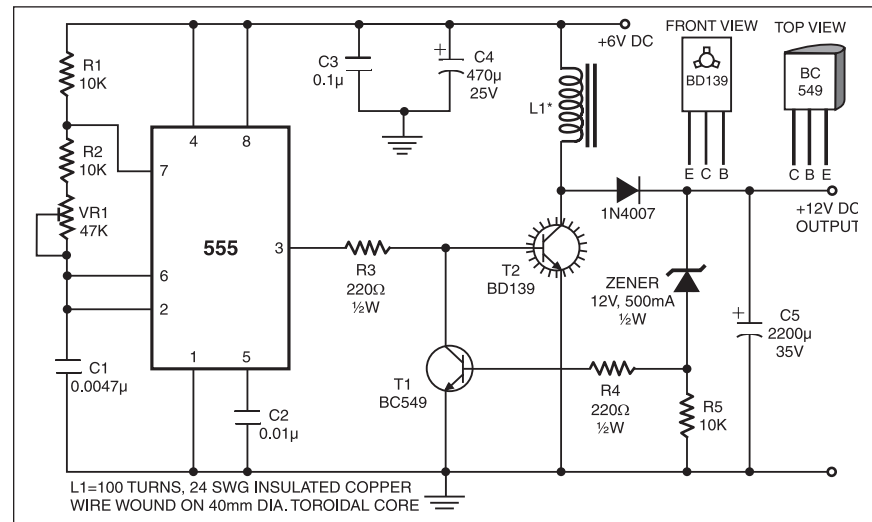 FRONT VIEW
TOP VIEW
+6V DC
R1
10K
C3
0.1µ
+
C4
470µ
25V
L1*
BD139
BC
549
4
8
R2
10K
7
E C B
C B E
1N4007
+12V DC
OUTPUT
VR1
47K
555
3
R3
220Ω
½W
T2
BD139
ZENER
12V, 500mA
½W
6
2
+
C5
2200µ
35V
C1
0.0047µ
1
5
T1
BC549
R4
220Ω
½W
R5
10K
C2
0.01µ
L1=100 TURNS, 24 SWG INSULATED COPPER
WIRE WOUND ON 40mm DIA. TOROIDAL CORE